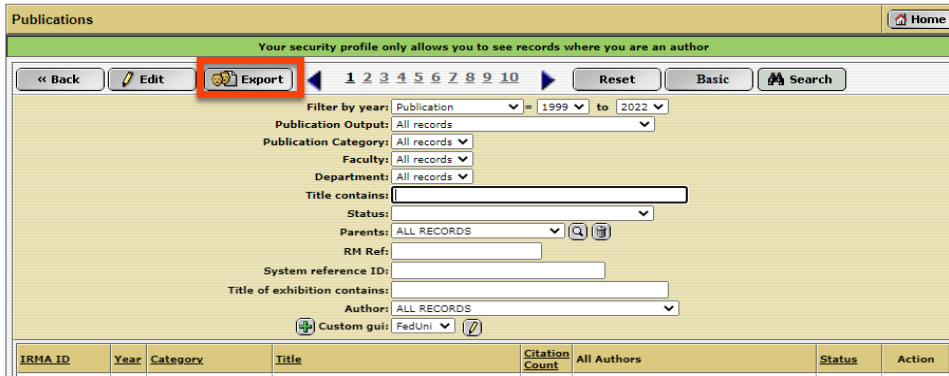 Publications Home
Your security profile only allows you to see records where you are an author
<< Back Edit Export 1 2 3 4 5 6 7 8 9 10 Reset Basic Search
Filter by year: Publication = 1999 to 2022
Publication Output: All records
Publication Category: All records
Faculty: All records
Department: All records
Title contains:
Status:
Parents: ALL RECORDS
RM Ref:
System reference ID:
Title of exhibition contains:
Author: ALL RECORDS
Custom gui: FedUni
IRMA ID Year Category Title Citation Count All Authors Status Action